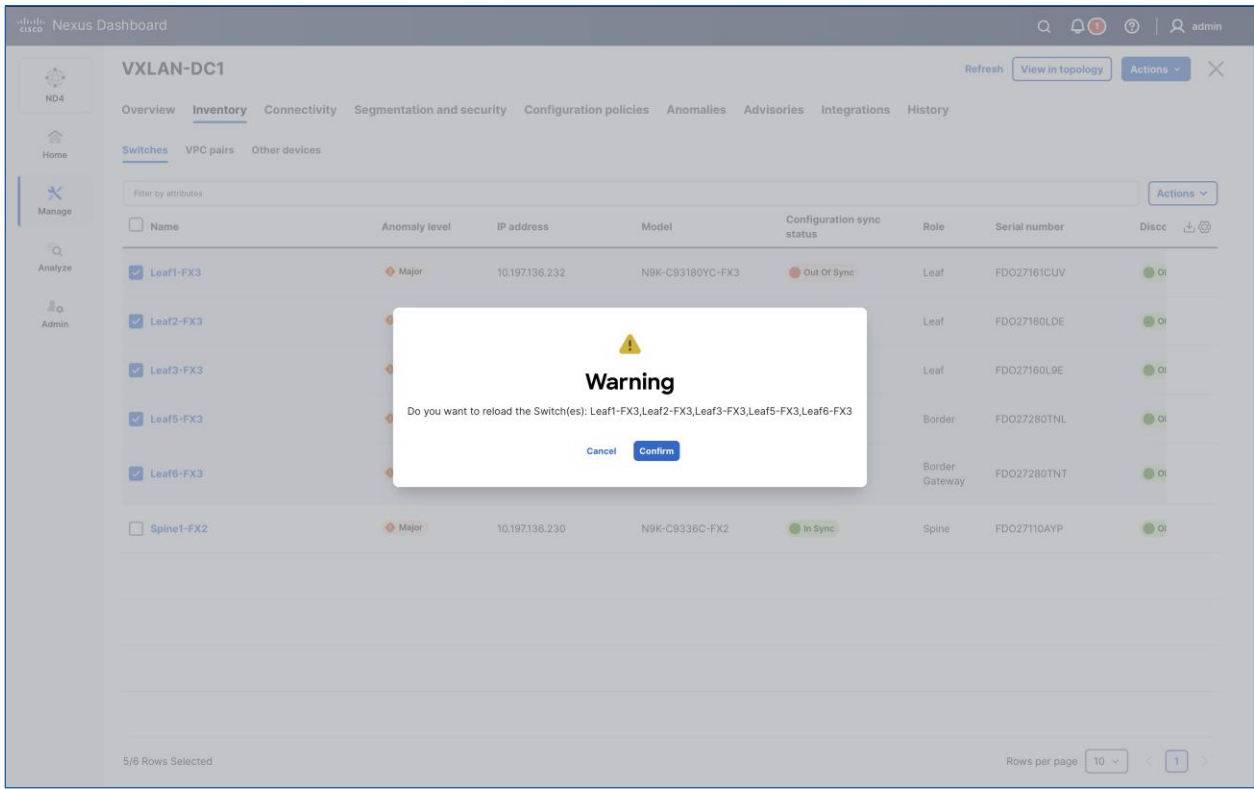 cisco Nexus Dashboard 1 admin
ND4
Home
Manage
Analyze
Admin
VXLAN-DC1 Refresh View in topology Actions
Overview Inventory Connectivity Segmentation and security Configuration policies Anomalies Advisories Integrations History
Switches VPC pairs Other devices
Filter by attributes Actions
Name Anomaly level IP address Model Configuration sync status Role Serial number Discc
Leaf1-FX3 Major 10.197.136.232 N9K-C93180YC-FX3 Out Of Sync Leaf FDO27161CUV
Leaf2-FX3 Leaf FDO27160LDE
Leaf3-FX3 Leaf FDO27160L9E
Leaf5-FX3 Border FDO27280TNL
Leaf6-FX3 Border Gateway FDO27280TNT
Spine1-FX2 Major 10.197.136.230 N9K-C9336C-FX2 In Sync Spine FDO27110AYP
Warning
Do you want to reload the Switch(es): Leaf1-FX3,Leaf2-FX3,Leaf3-FX3,Leaf5-FX3,Leaf6-FX3
Cancel Confirm
5/6 Rows Selected Rows per page 10 1